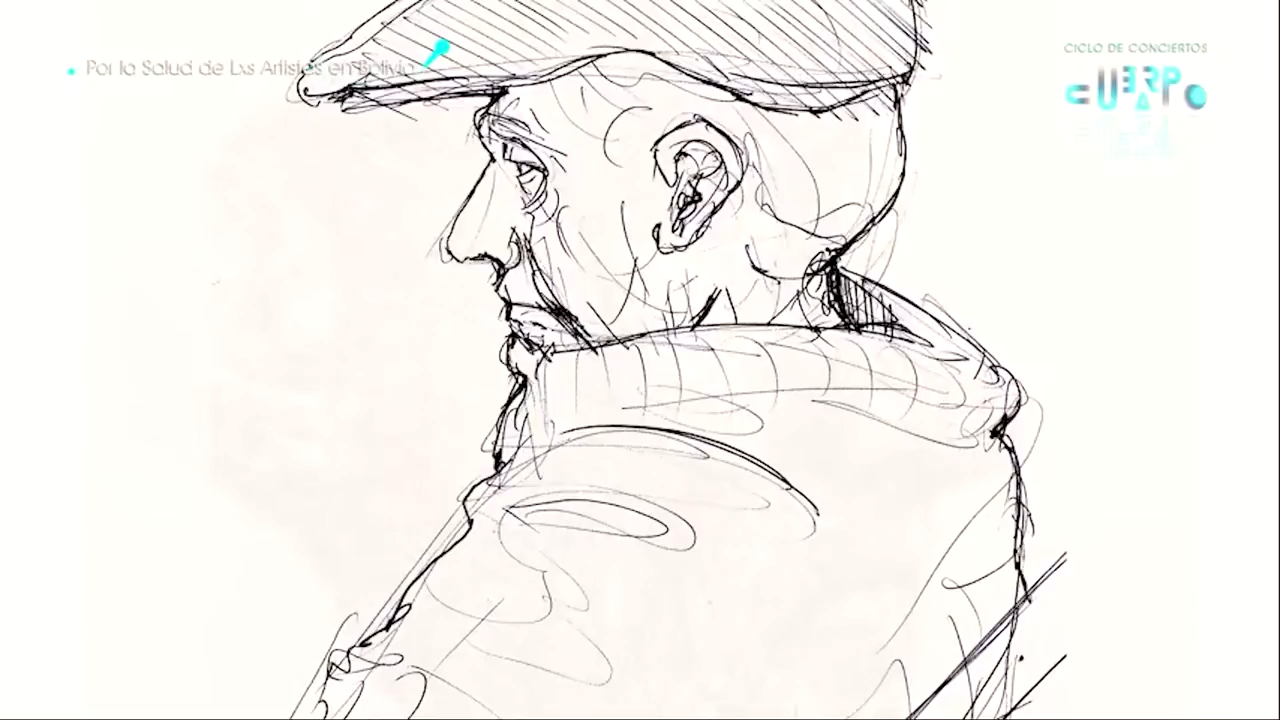 Por la Salud de Lxs Artistas en Bolivia
CICLO DE CONCIERTOS
CUERPO